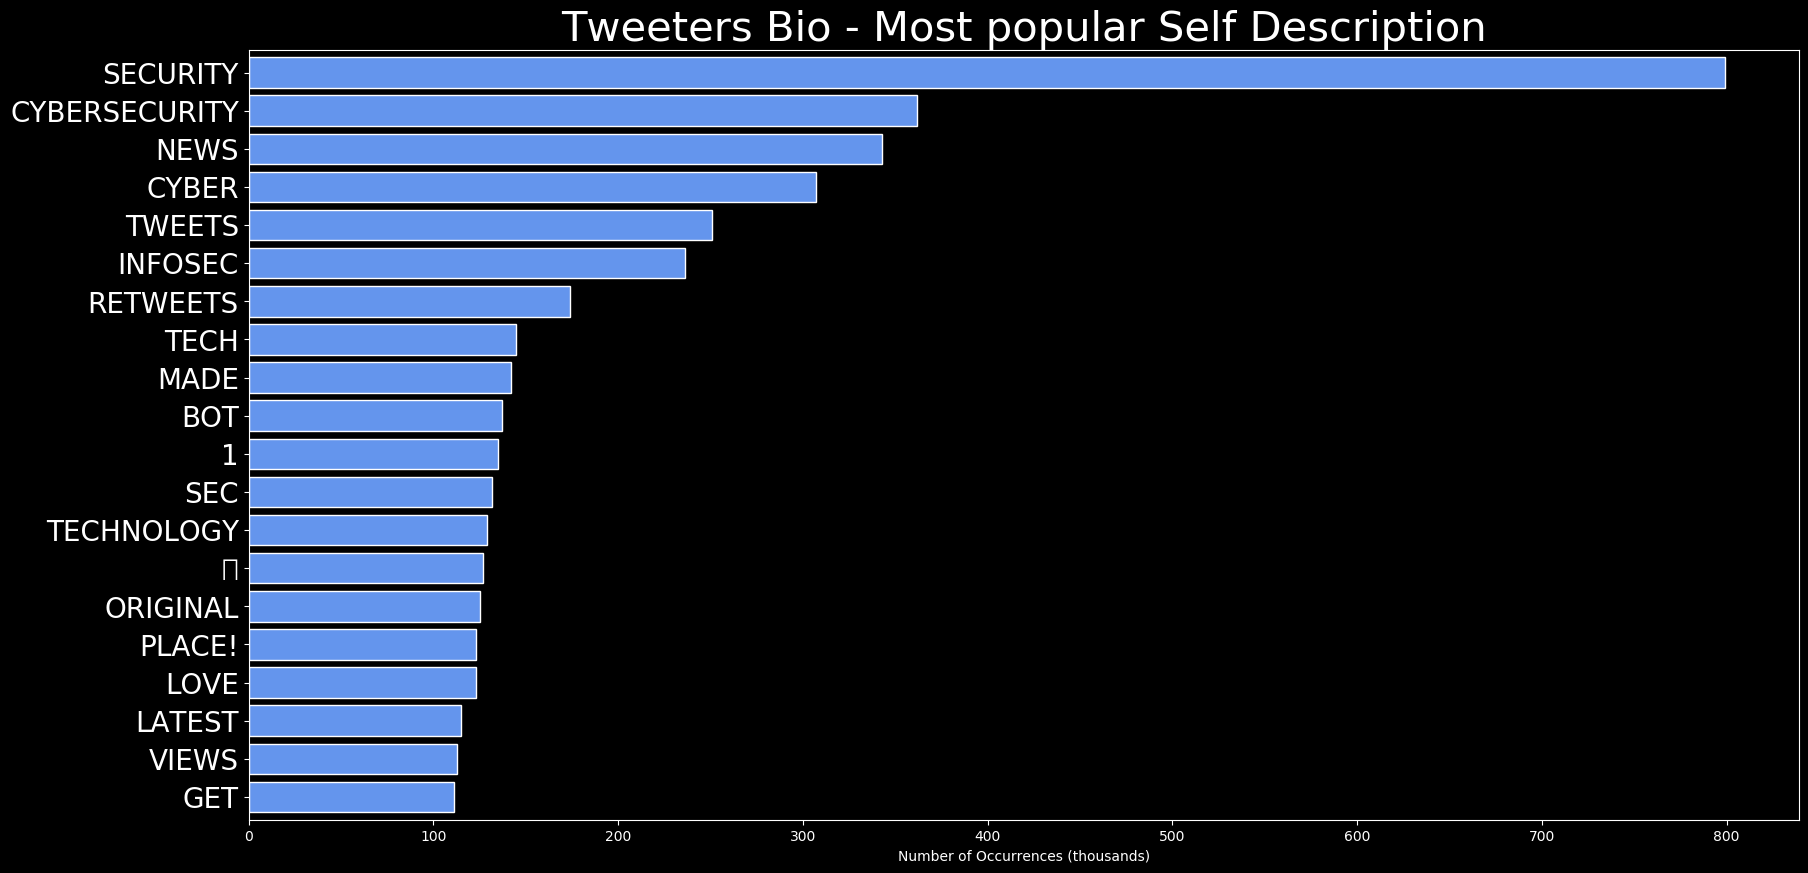 Tweeters Bio - Most popular Self Description
SECURITY
CYBERSECURITY
NEWS
CYBER
TWEETS
INFOSEC
RETWEETS
TECH
MADE
BOT
1
SEC
TECHNOLOGY
ORIGINAL
PLACE!
LOVE
LATEST
VIEWS
GET
0 100 200 300 400 500 600 700 800
Number of Occurrences (thousands)